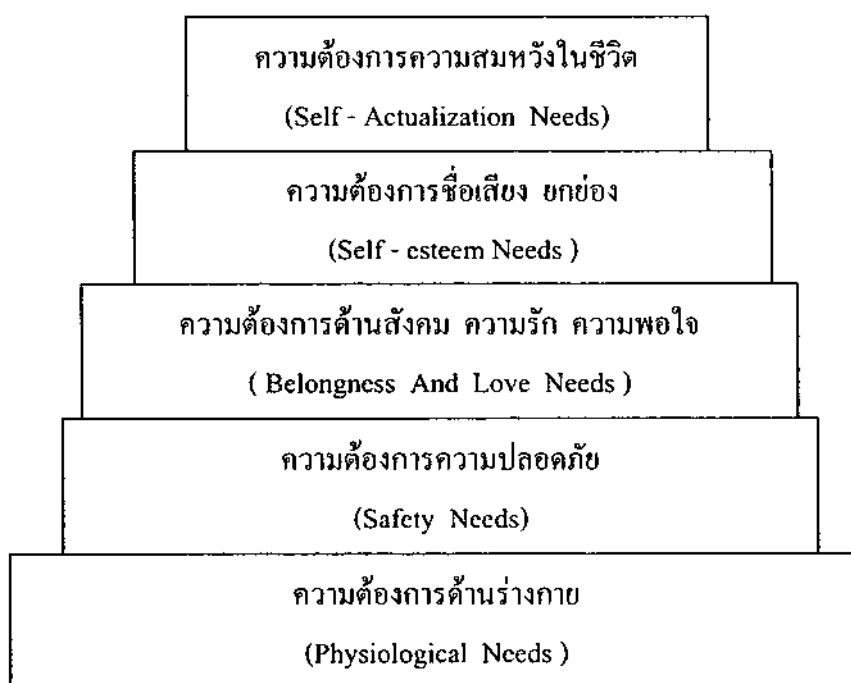 ความต้องการความสมหวังในชีวิต
(Self - Actualization Needs)
ความต้องการชื่อเสียง ยกย่อง
(Self - esteem Needs )
ความต้องการด้านสังคม ความรัก ความพอใจ
( Belongness And Love Needs )
ความต้องการความปลอดภัย
(Safety Needs)
ความต้องการด้านร่างกาย
(Physiological Needs )